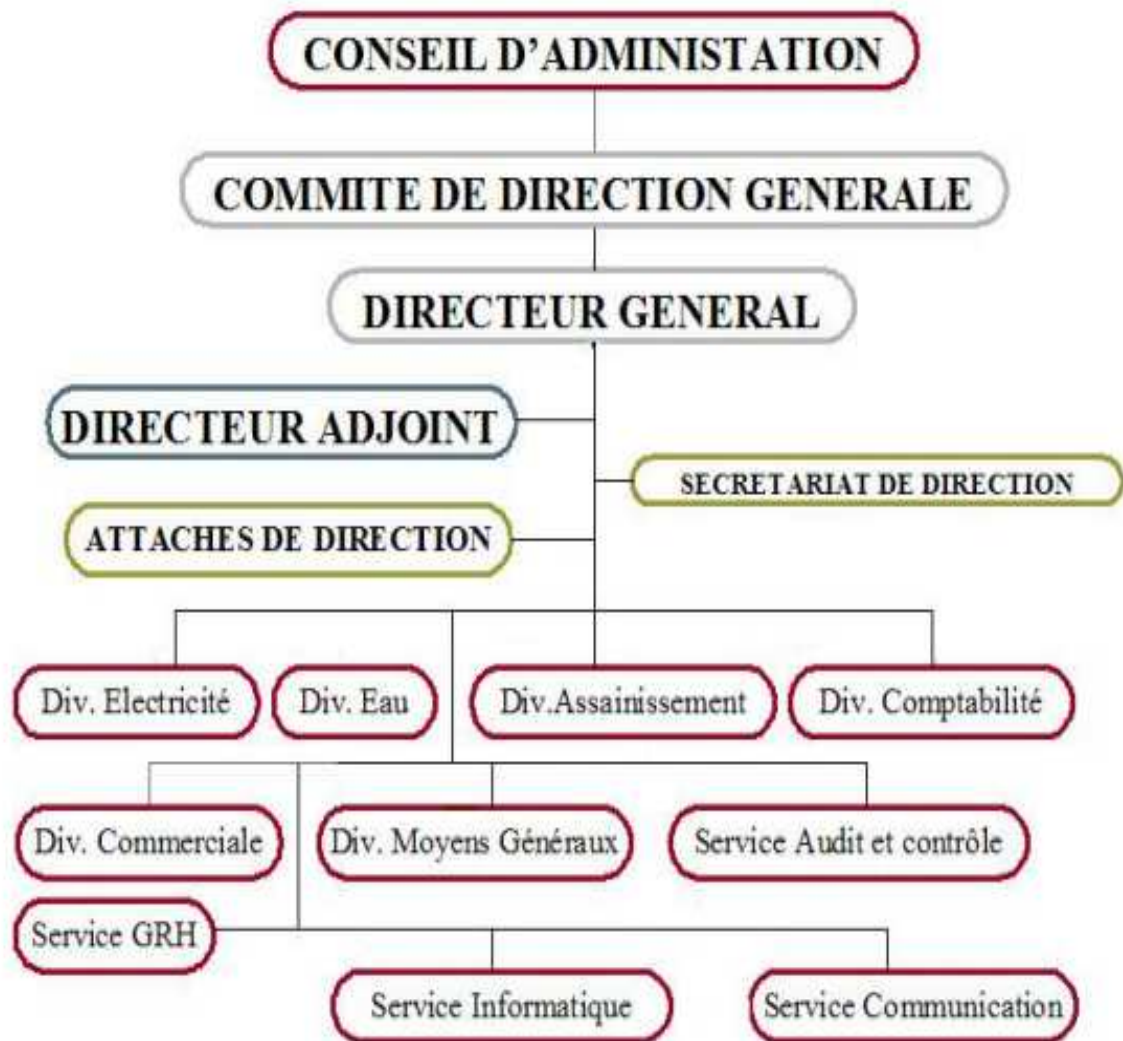 CONSEIL D'ADMINISTATION
COMMITE DE DIRECTION GENERALE
DIRECTEUR GENERAL
DIRECTEUR ADJOINT
SECRETARIAT DE DIRECTION
ATTACHES DE DIRECTION
Div. Electricité
Div. Eau
Div.Assainissement
Div. Comptabilité
Div. Commerciale
Div. Moyens Généraux
Service Audit et contrôle
Service GRH
Service Informatique
Service Communication